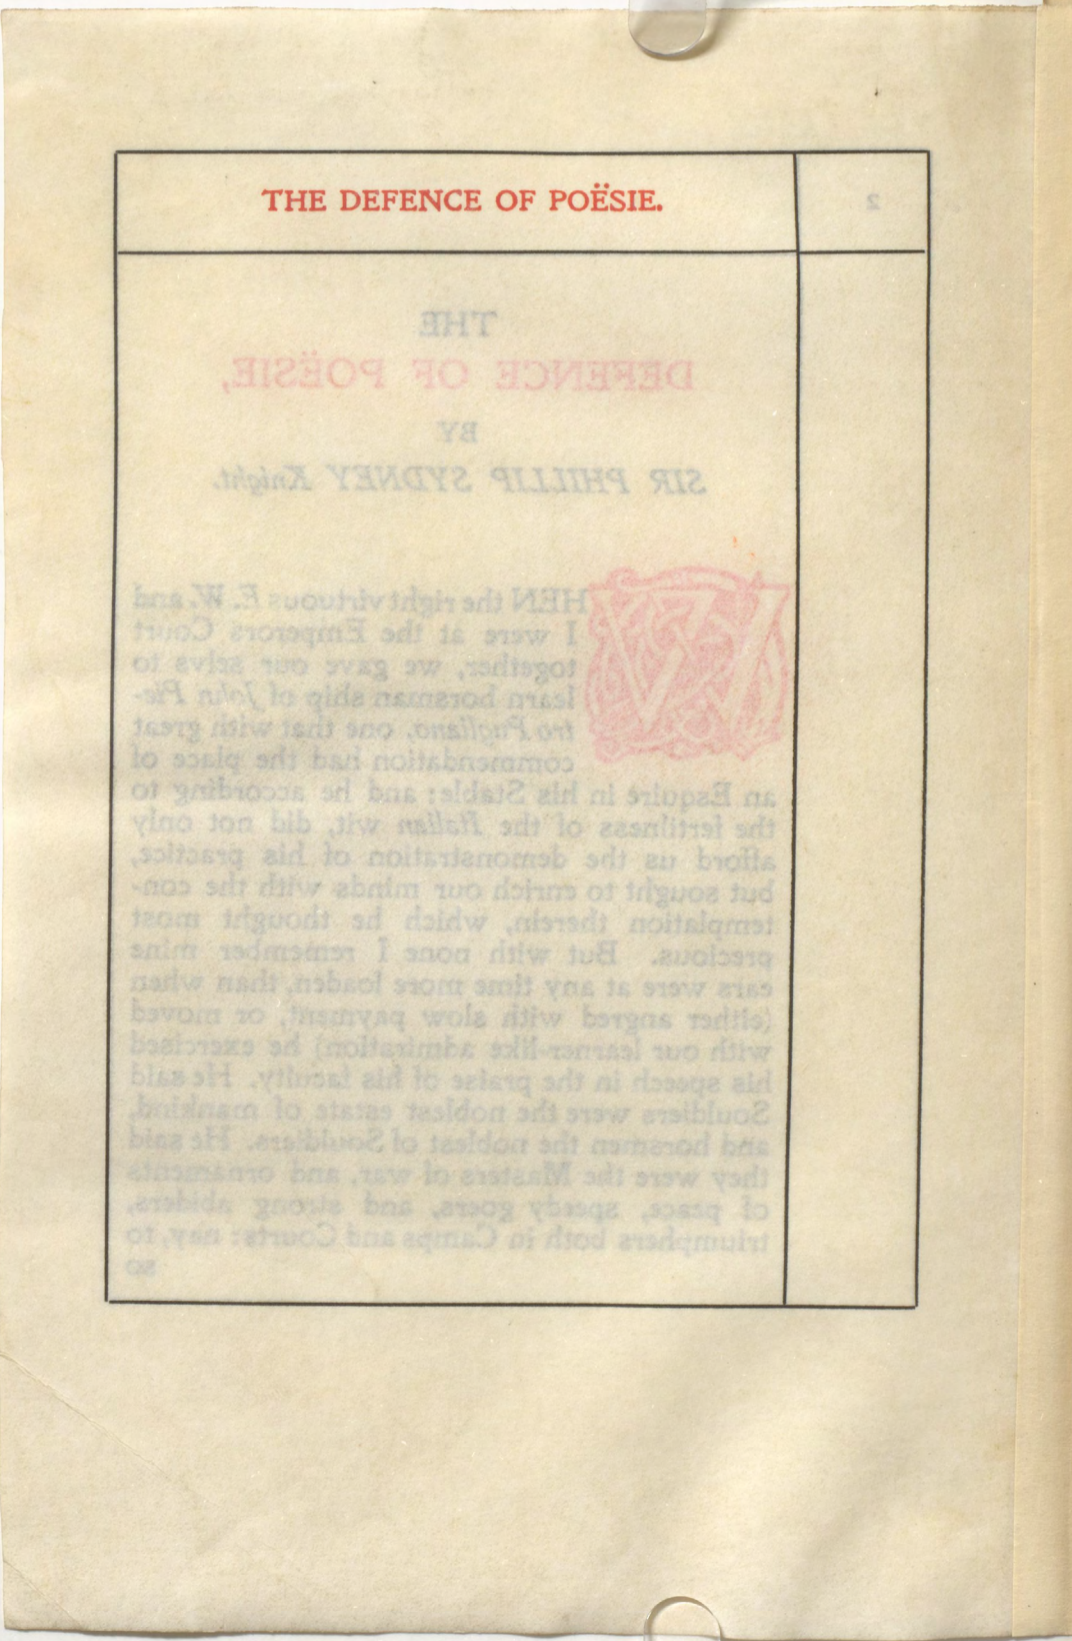 THE DEFENCE OF POËSIE.
2
THE
DEFENCE OF POËSIE,
BY
SIR PHILLIP SYDNEY Knight.
WHEN the right virtuous E. W. and
I were at the Emperors Court
together, we gave our selvs to
learn horsman ship of John Pie-
tro Pugliano, one that with great
commendation had the place of
an Esquire in his Stable: and he according to
the fertilness of the Italian wit, did not only
afford us the demonstration of his practice,
but sought to enrich our minds with the con-
templation therein, which he thought most
precious. But with none I remember mine
ears were at any time more loaden, than when
(either angred with slow payment, or moved
with our learner-like admiration) he exercised
his speech in the praise of his faculty. He said
Souldiers were the noblest estate of mankind,
and horsmen the noblest of Souldiers. He said
they were the Masters of war, and ornaments
of peace, speedy goers, and strong abiders,
triumphers both in Camps and Courts: nay, to
so